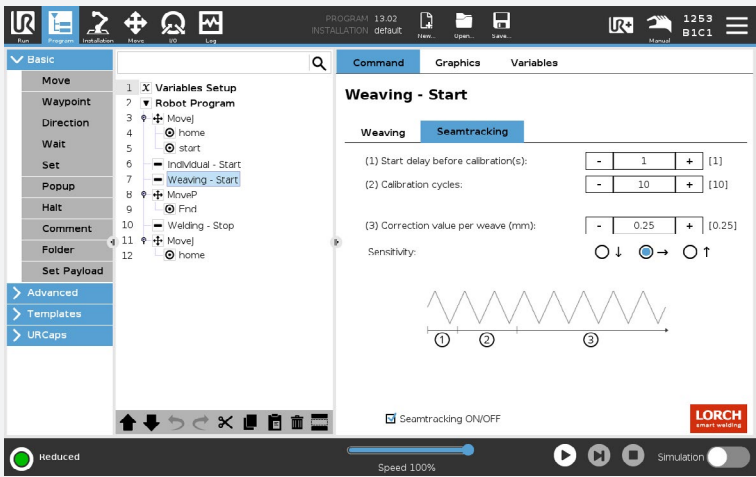 PROGRAM 13.02
INSTALLATION default
Run Program Installation Move I/O Log New... Open... Save... UR+ Manual 1253 B1C1
Basic
Move
Waypoint
Direction
Wait
Set
Popup
Halt
Comment
Folder
Set Payload
Advanced
Templates
URCaps
1 X Variables Setup
2 Robot Program
3 MoveJ
4 home
5 start
6 Individual - Start
7 Weaving - Start
8 MoveP
9 End
10 Welding - Stop
11 MoveJ
12 home
Command Graphics Variables
Weaving - Start
Weaving Seamtracking
(1) Start delay before calibration(s): - 1 + [1]
(2) Calibration cycles: - 10 + [10]
(3) Correction value per weave (mm): - 0.25 + [0.25]
Sensitivity: ↓ → ↑
1 2 3
Seamtracking ON/OFF
LORCH
smart welding
Reduced
Speed 100%
Simulation